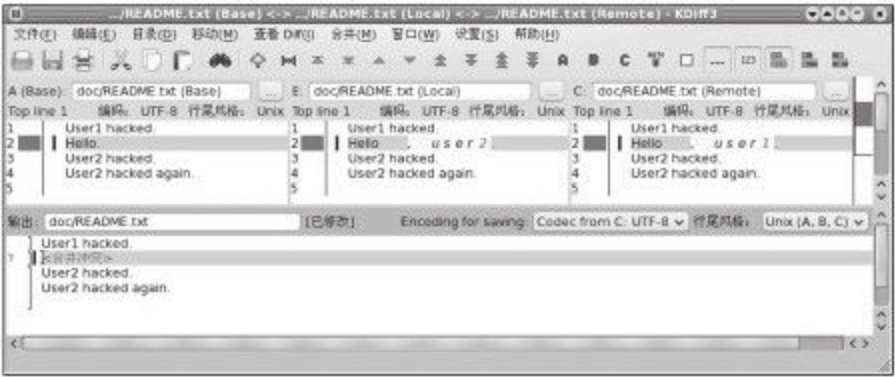 .../README.txt (Base) <-> .../README.txt (Local) <-> .../README.txt (Remote) - KDiff3
文件(F) 编辑(E) 目录(D) 移动(M) 查看 Diff(I) 合并(M) 窗口(W) 设置(S) 帮助(H)
A B C 123
A (Base): doc/README.txt (Base) ...
Top line 1 编码: UTF-8 行尾风格: Unix
1 User1 hacked.
2 Hello.
3 User2 hacked.
4 User2 hacked again.
5
doc/README.txt (Local) ...
Top line 1 编码: UTF-8 行尾风格: Unix
1 User1 hacked.
2 Hello, user2.
3 User2 hacked.
4 User2 hacked again.
5
C: doc/README.txt (Remote) ...
Top line 1 编码: UTF-8 行尾风格: Unix
1 User1 hacked.
2 Hello, user1.
3 User2 hacked.
4 User2 hacked again.
5
输出: doc/README.txt [已修改] Encoding for saving: Codec from C: UTF-8 行尾风格: Unix (A, B, C)
User1 hacked.
? <合并冲突>
User2 hacked.
User2 hacked again.